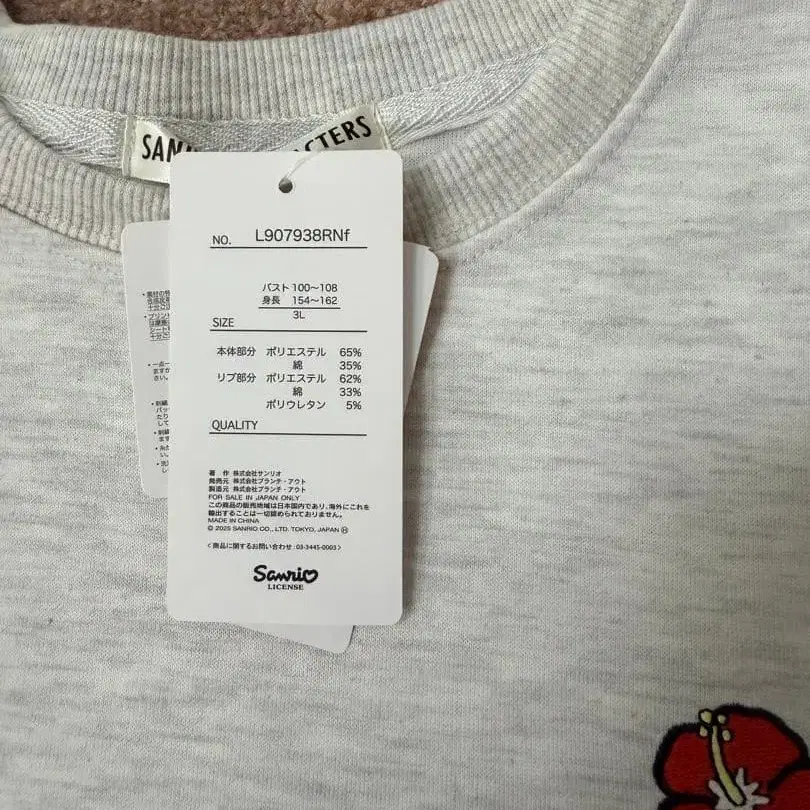 SAN
CTERS
NO. L907938RNf
バスト 100～108
身長 154～162
3L
SIZE
本体部分 ポリエステル 65%
綿 35%
リブ部分 ポリエステル 62%
綿 33%
ポリウレタン 5%
QUALITY
著 作 株式会社サンリオ
発売元 株式会社ブランチ・アウト
製造元 株式会社ブランチ・アウト
FOR SALE IN JAPAN ONLY
この商品の販売地域は日本国内であり、海外にこれを
輸出することは一切認められておりません。
MADE IN CHINA
© 2025 SANRIO CO., LTD. TOKYO, JAPAN Ⓗ
〈商品に関するお問い合わせ:03-3445-0003〉
Sanrio
LICENSE